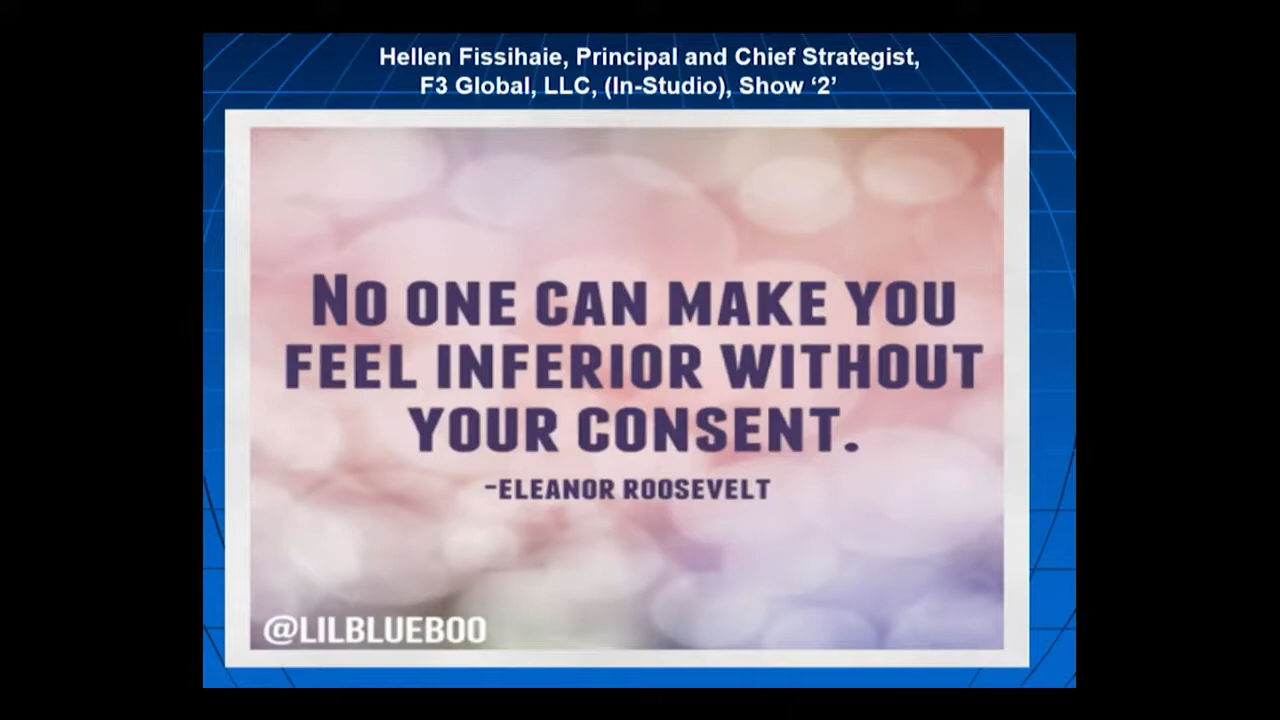 Hellen Fissihaie, Principal and Chief Strategist,
F3 Global, LLC, (In-Studio), Show ‘2’
NO ONE CAN MAKE YOU
FEEL INFERIOR WITHOUT
YOUR CONSENT.
-ELEANOR ROOSEVELT
@LILBLUEBOO